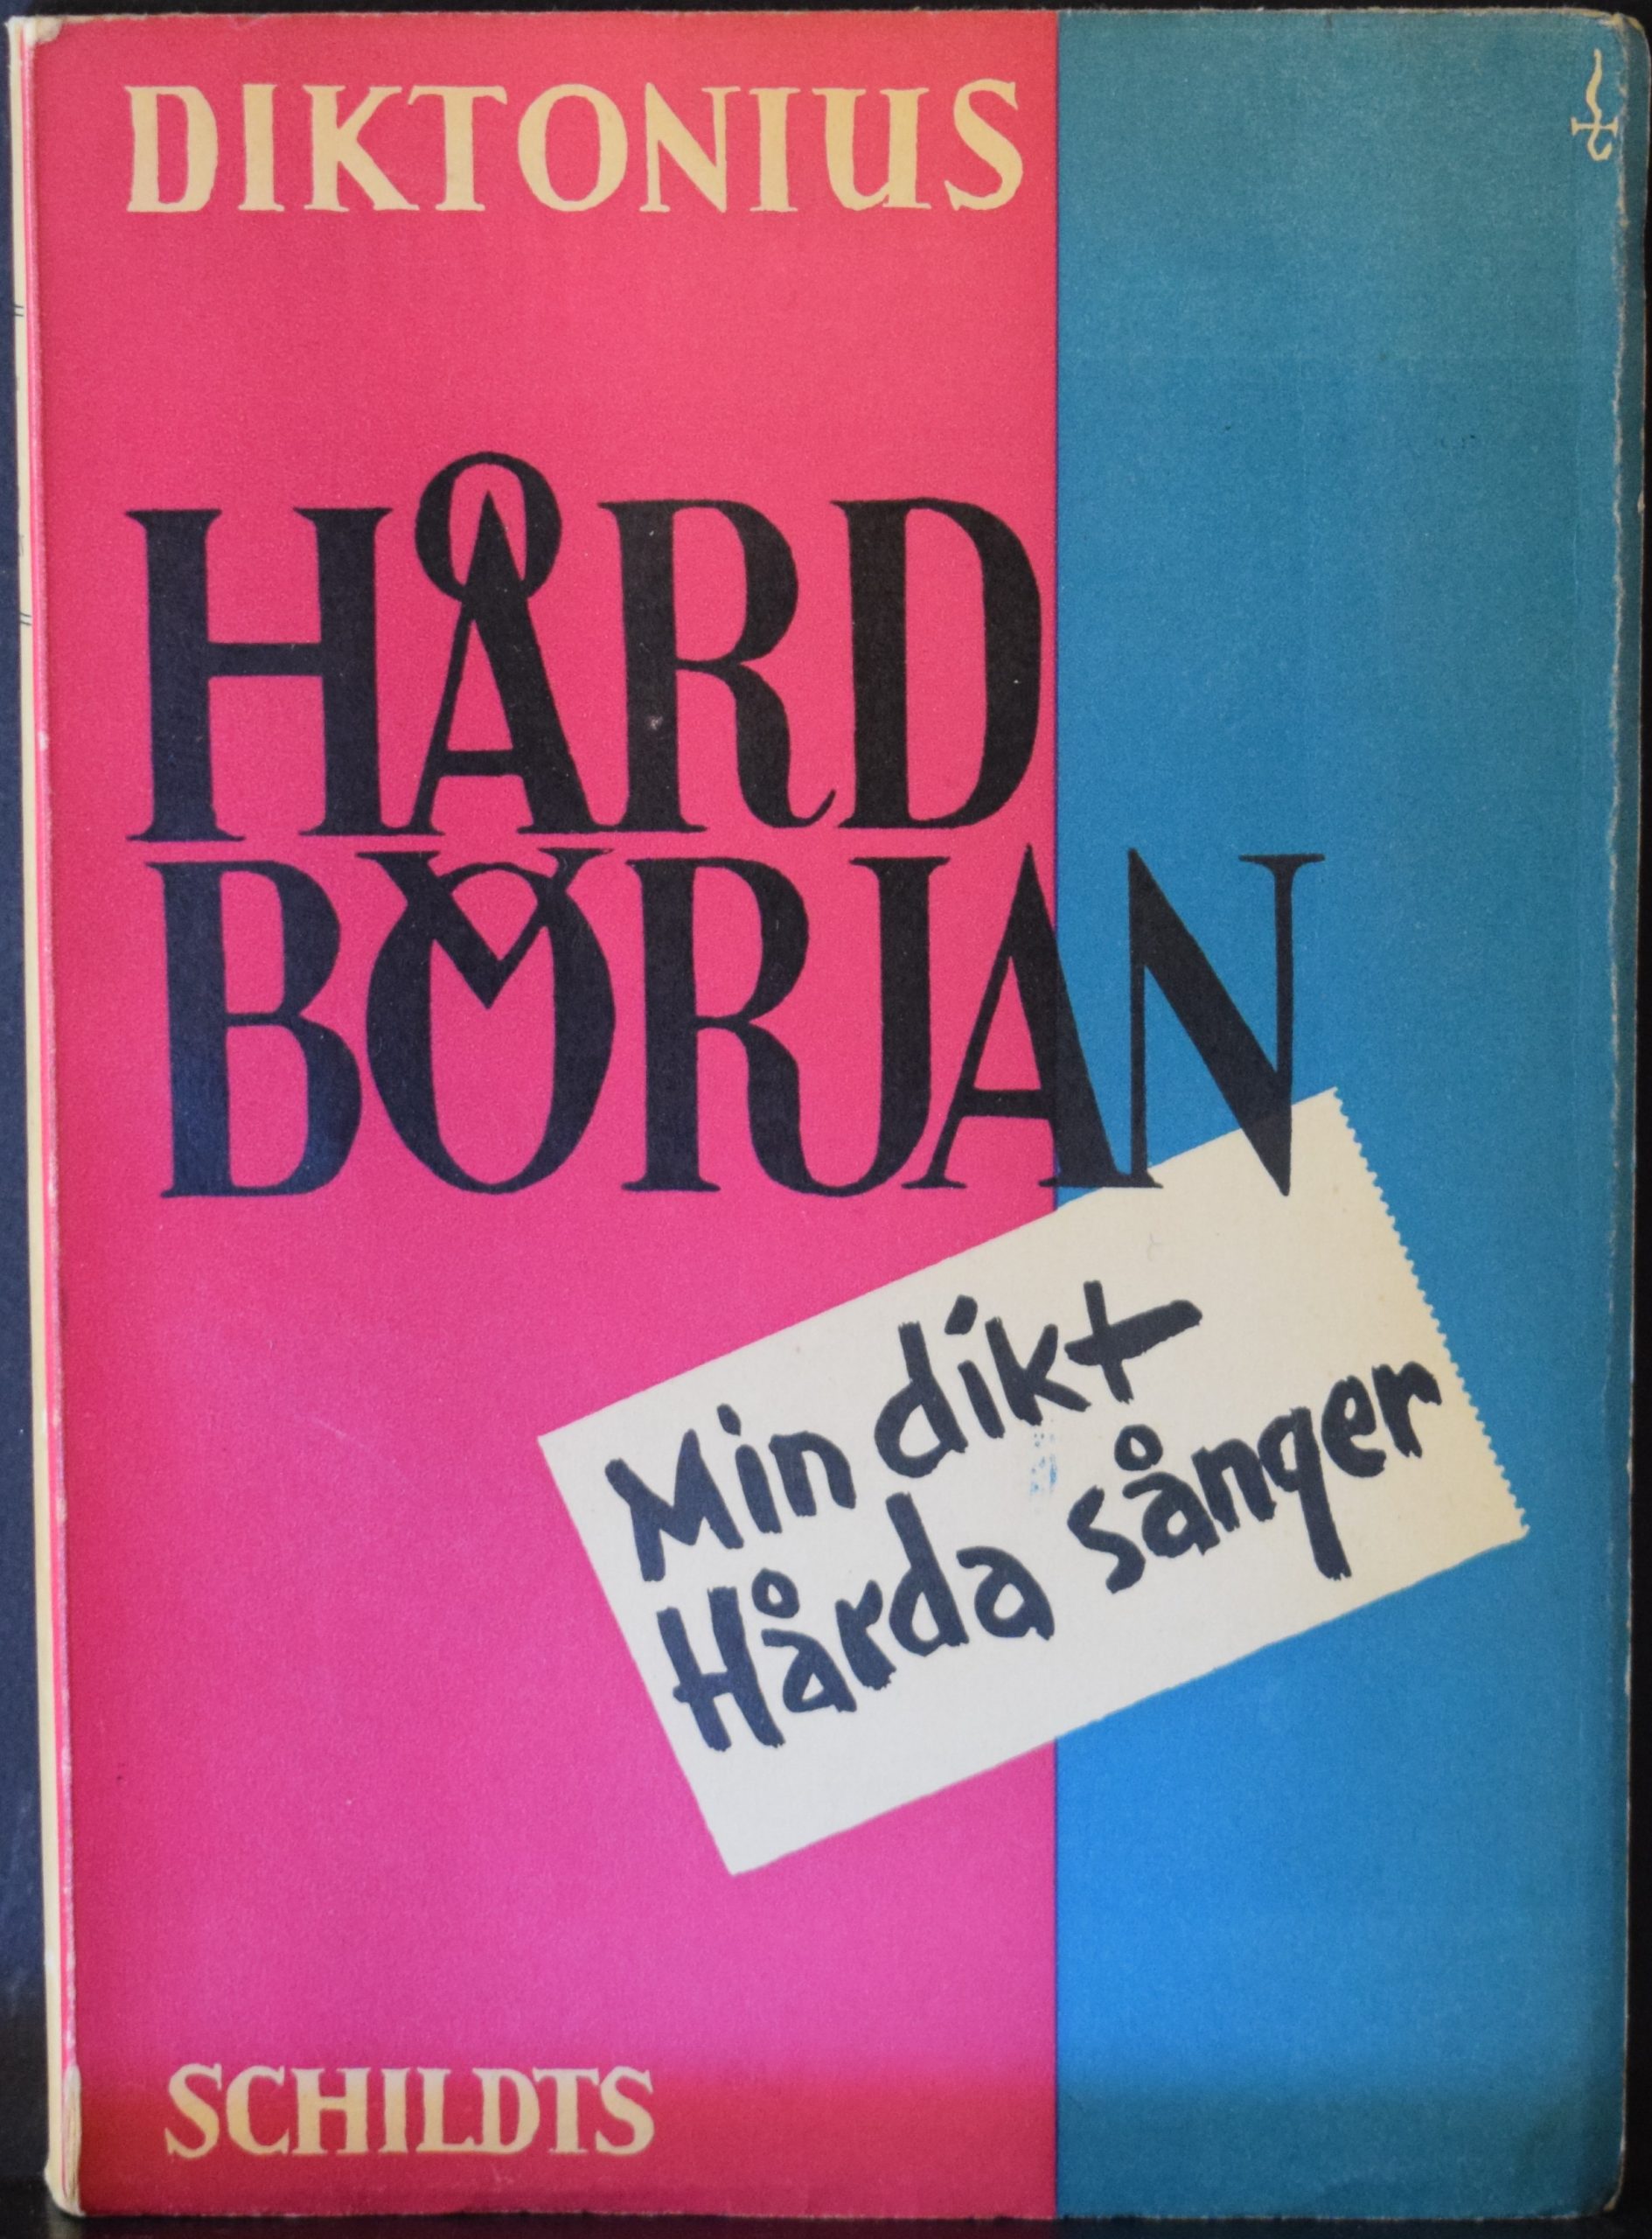 DIKTONIUS
HÅRD
BÖRJAN
Min dikt
Hårda sånger
SCHILDTS